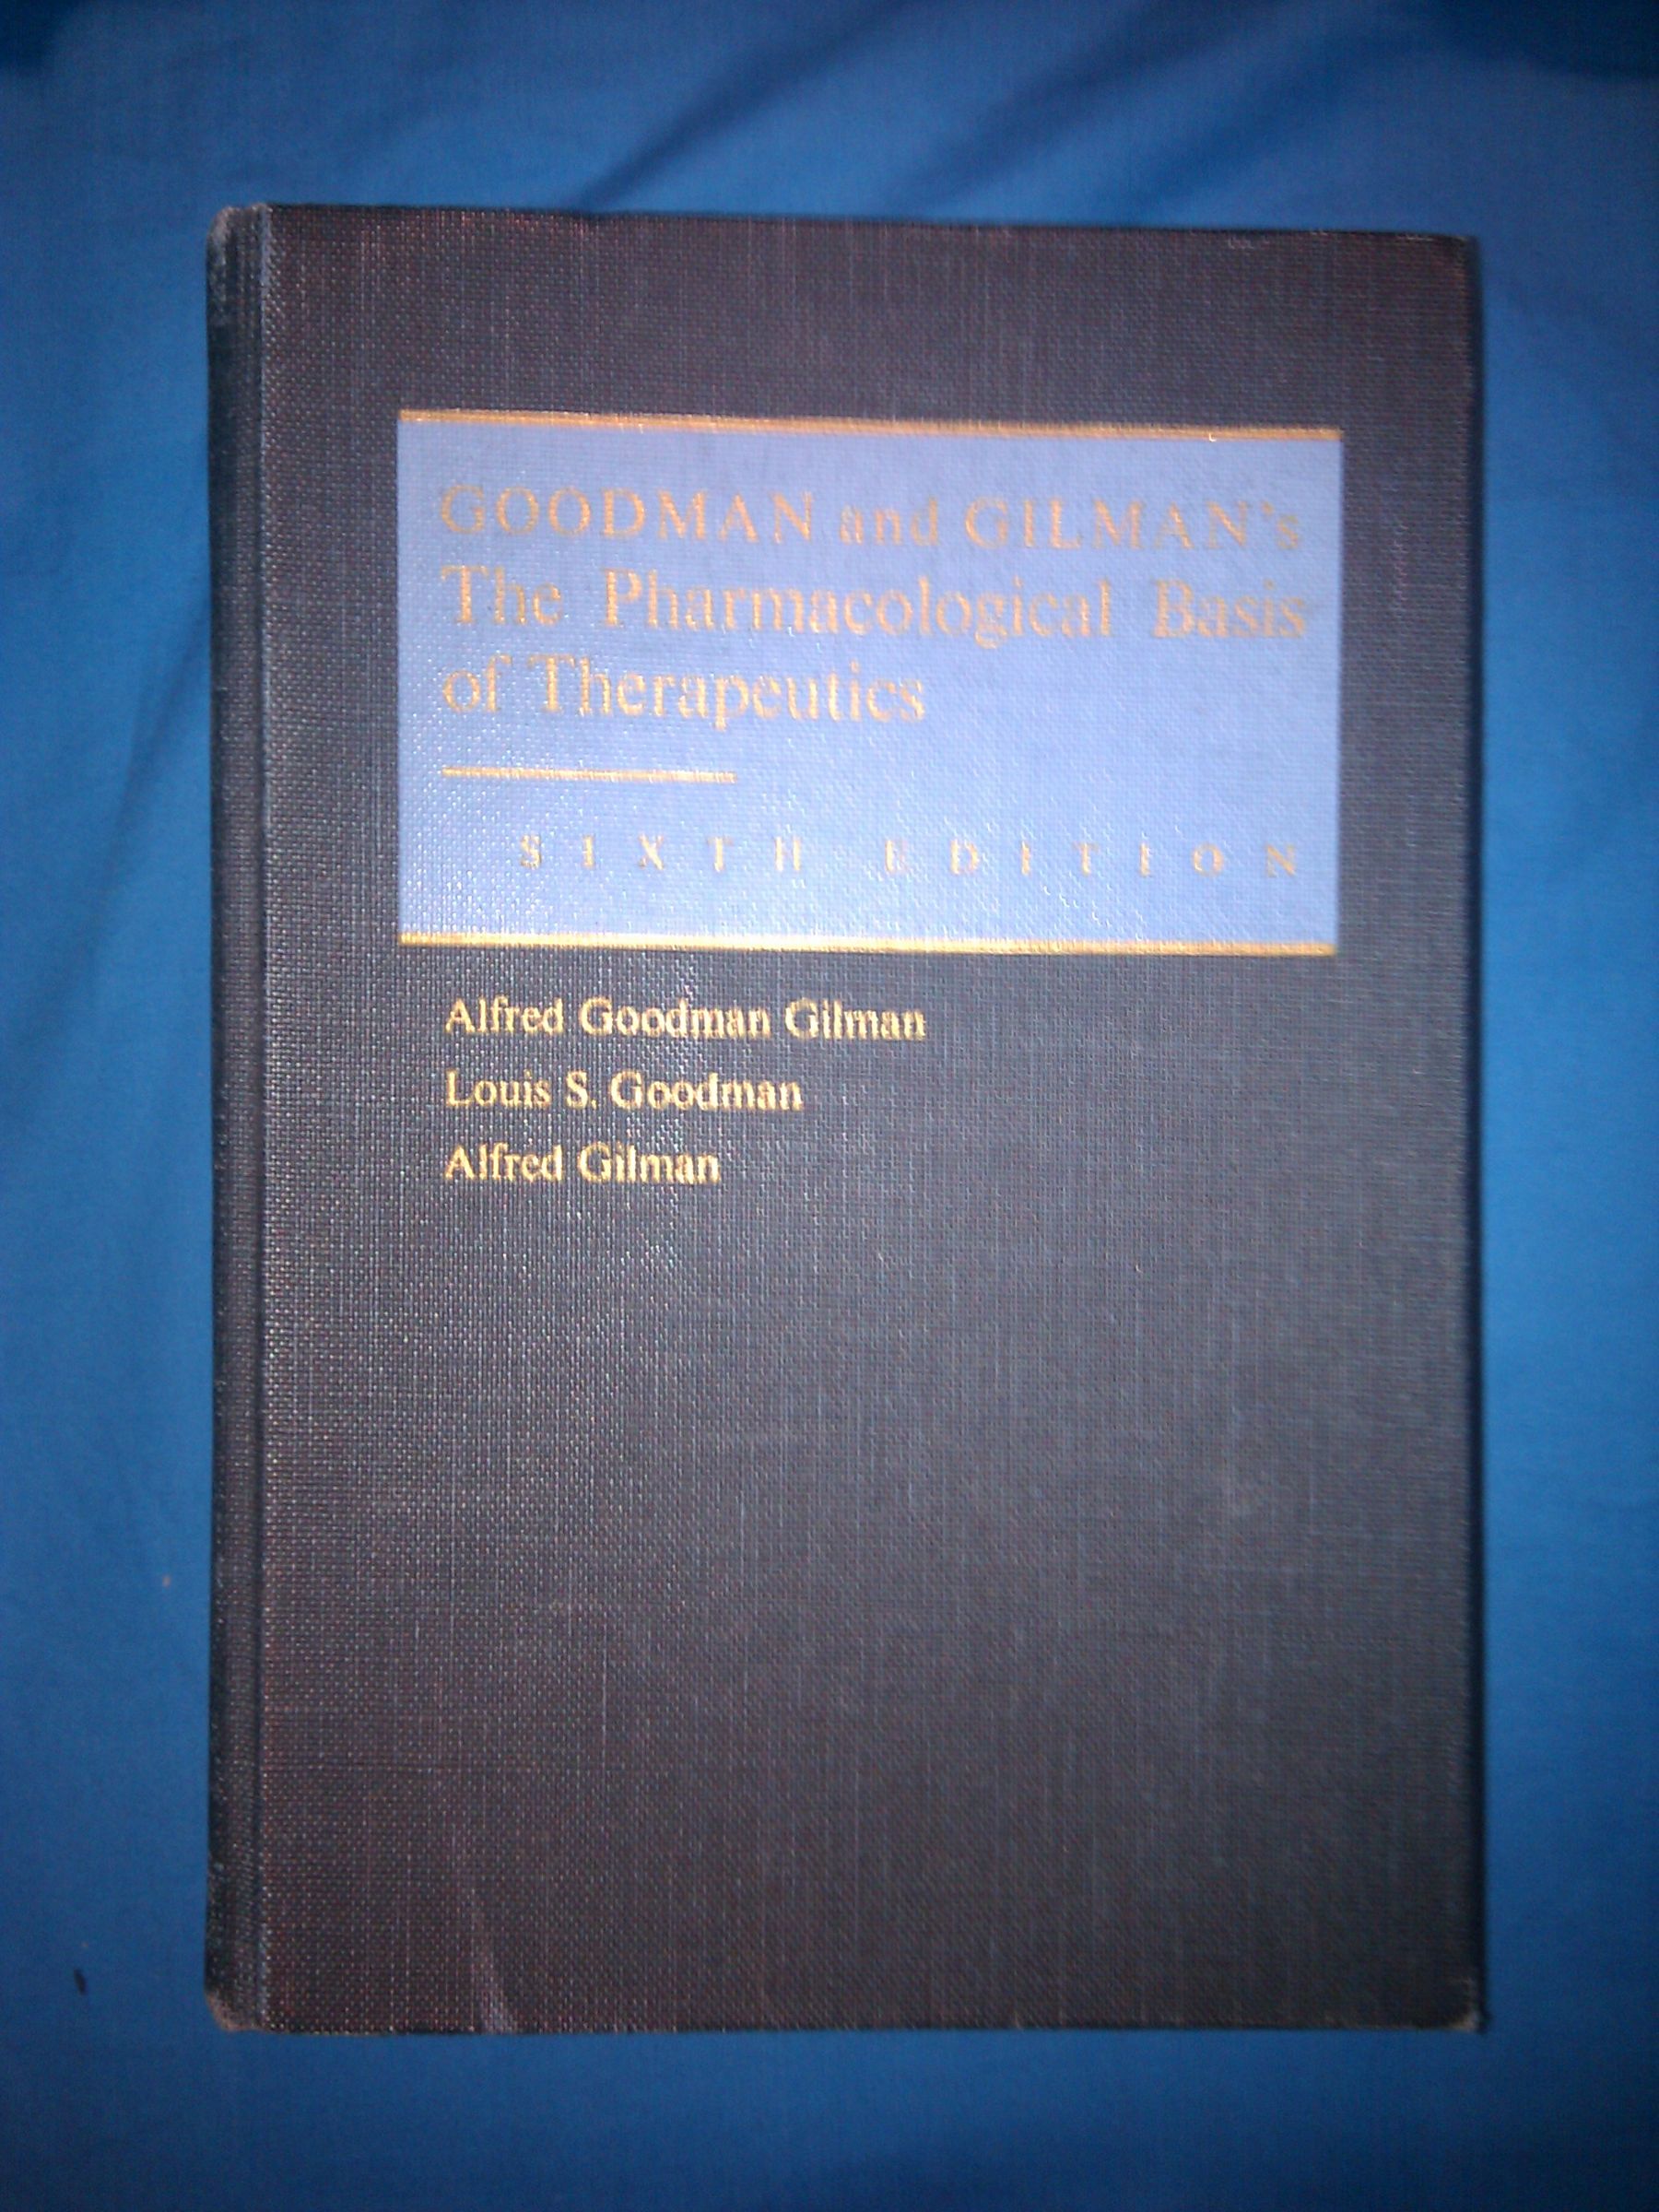 GOODMAN and GILMAN's
The Pharmacological Basis
of Therapeutics
SIXTH EDITION
Alfred Goodman Gilman
Louis S. Goodman
Alfred Gilman